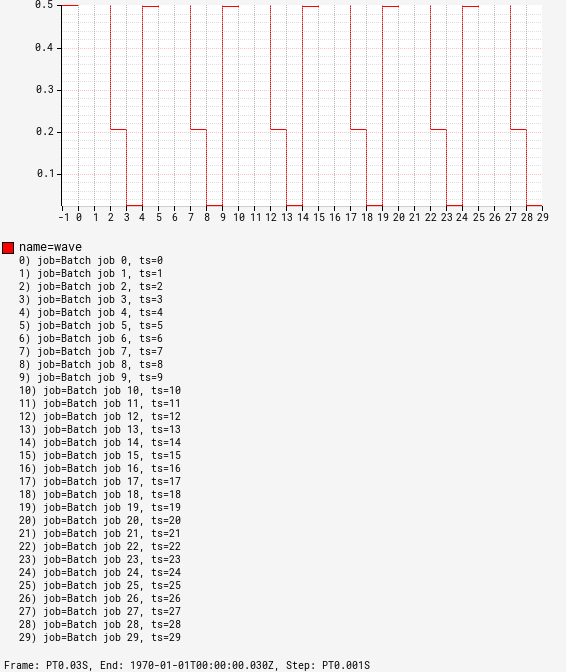 0.5
0.4
0.3
0.2
0.1
-1 0 1 2 3 4 5 6 7 8 9 10 11 12 13 14 15 16 17 18 19 20 21 22 23 24 25 26 27 28 29
name=wave
0) job=Batch job 0, ts=0
1) job=Batch job 1, ts=1
2) job=Batch job 2, ts=2
3) job=Batch job 3, ts=3
4) job=Batch job 4, ts=4
5) job=Batch job 5, ts=5
6) job=Batch job 6, ts=6
7) job=Batch job 7, ts=7
8) job=Batch job 8, ts=8
9) job=Batch job 9, ts=9
10) job=Batch job 10, ts=10
11) job=Batch job 11, ts=11
12) job=Batch job 12, ts=12
13) job=Batch job 13, ts=13
14) job=Batch job 14, ts=14
15) job=Batch job 15, ts=15
16) job=Batch job 16, ts=16
17) job=Batch job 17, ts=17
18) job=Batch job 18, ts=18
19) job=Batch job 19, ts=19
20) job=Batch job 20, ts=20
21) job=Batch job 21, ts=21
22) job=Batch job 22, ts=22
23) job=Batch job 23, ts=23
24) job=Batch job 24, ts=24
25) job=Batch job 25, ts=25
26) job=Batch job 26, ts=26
27) job=Batch job 27, ts=27
28) job=Batch job 28, ts=28
29) job=Batch job 29, ts=29
Frame: PT0.03S, End: 1970-01-01T00:00:00.030Z, Step: PT0.001S